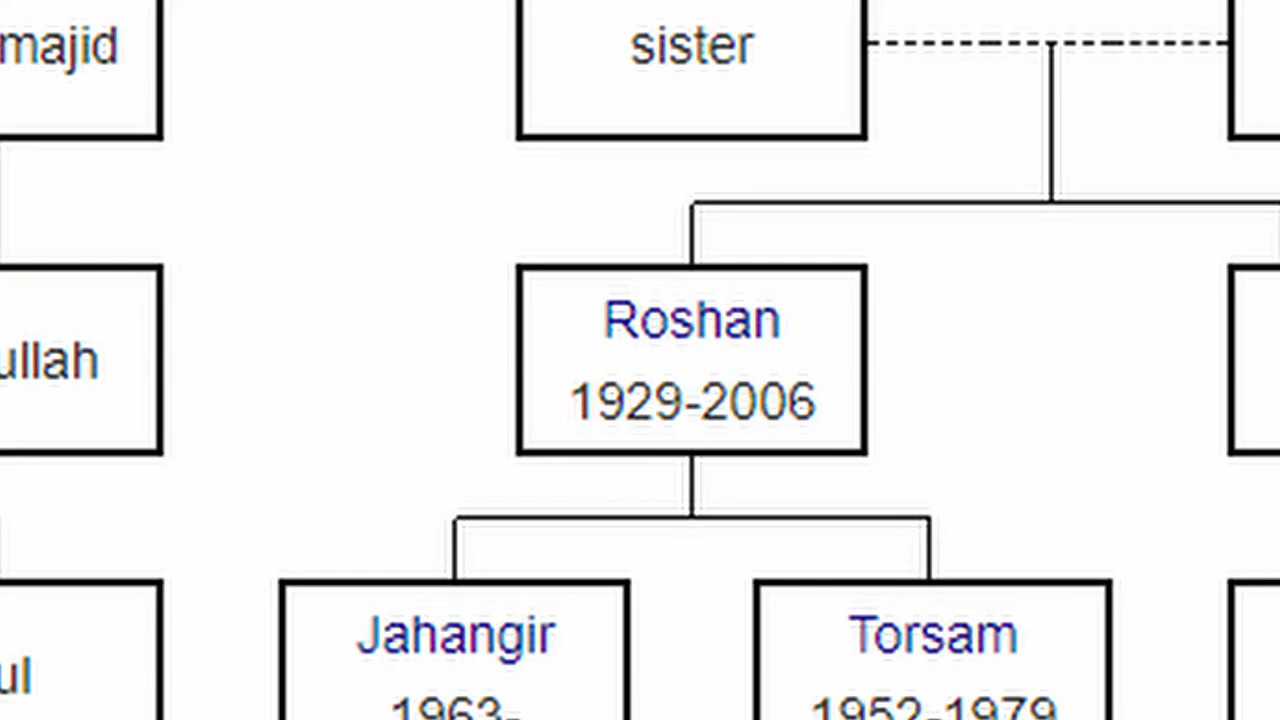 majid
sister
Roshan
1929-2006
ullah
Jahangir
1963-
Torsam
1952-1979
ul